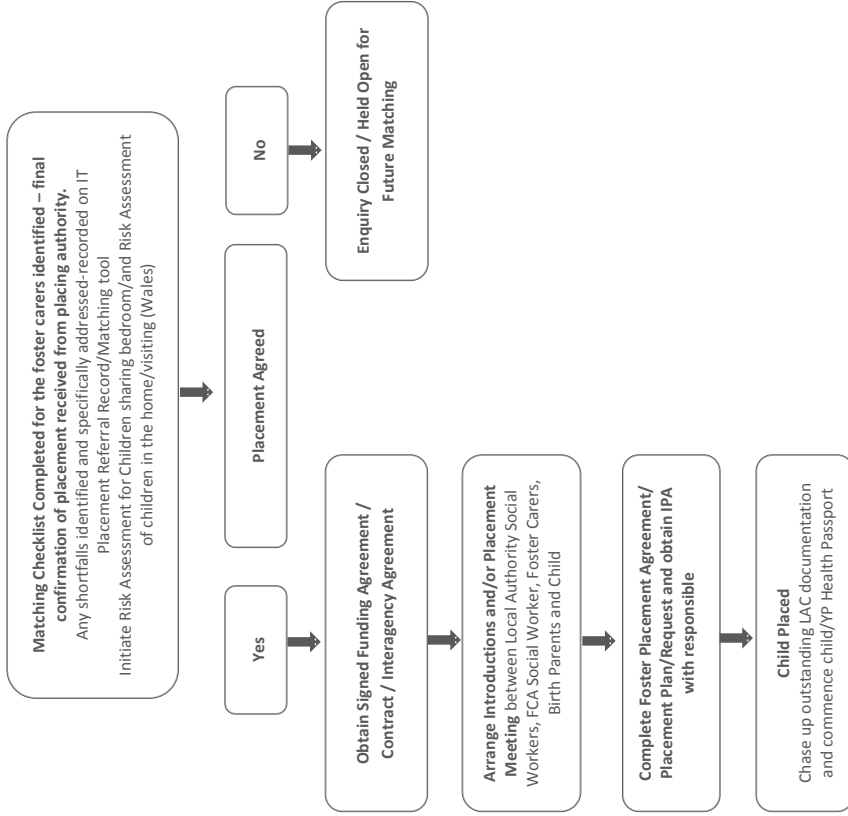 Matching Checklist Completed for the foster carers identified – final
confirmation of placement received from placing authority.
Any shortfalls identified and specifically addressed-recorded on IT
Placement Referral Record/Matching tool
Initiate Risk Assessment for Children sharing bedroom/and Risk Assessment
of children in the home/visiting (Wales)
Yes
Placement Agreed
No
Obtain Signed Funding Agreement /
Contract / Interagency Agreement
Enquiry Closed / Held Open for
Future Matching
Arrange Introductions and/or Placement
Meeting between Local Authority Social
Workers, FCA Social Worker, Foster Carers,
Birth Parents and Child
Complete Foster Placement Agreement/
Placement Plan/Request and obtain IPA
with responsible
Child Placed
Chase up outstanding LAC documentation
and commence child/YP Health Passport